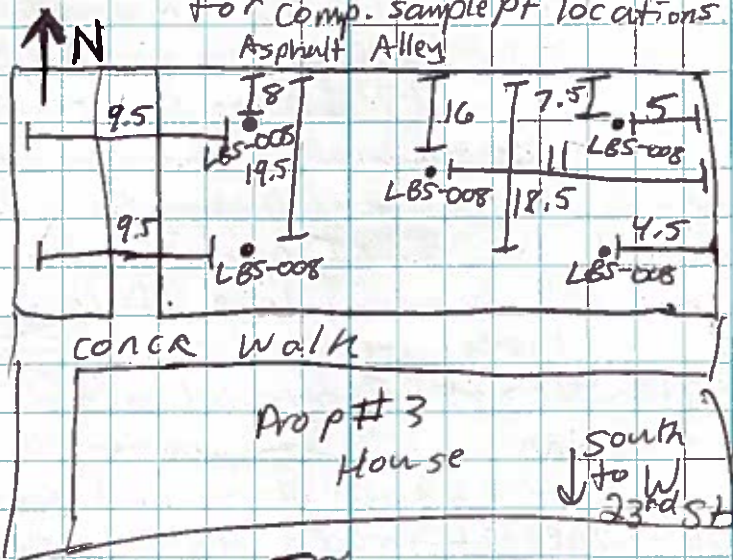 for comp. sample pt locations
N
Asphalt Alley
8
7.5
5
9.5
16
LBS-008
LBS-008
19.5
11
LBS-008
18.5
9.5
4.5
LBS-008
LBS-008
concr walk
Prop # 3
House
south
to W
23rd St